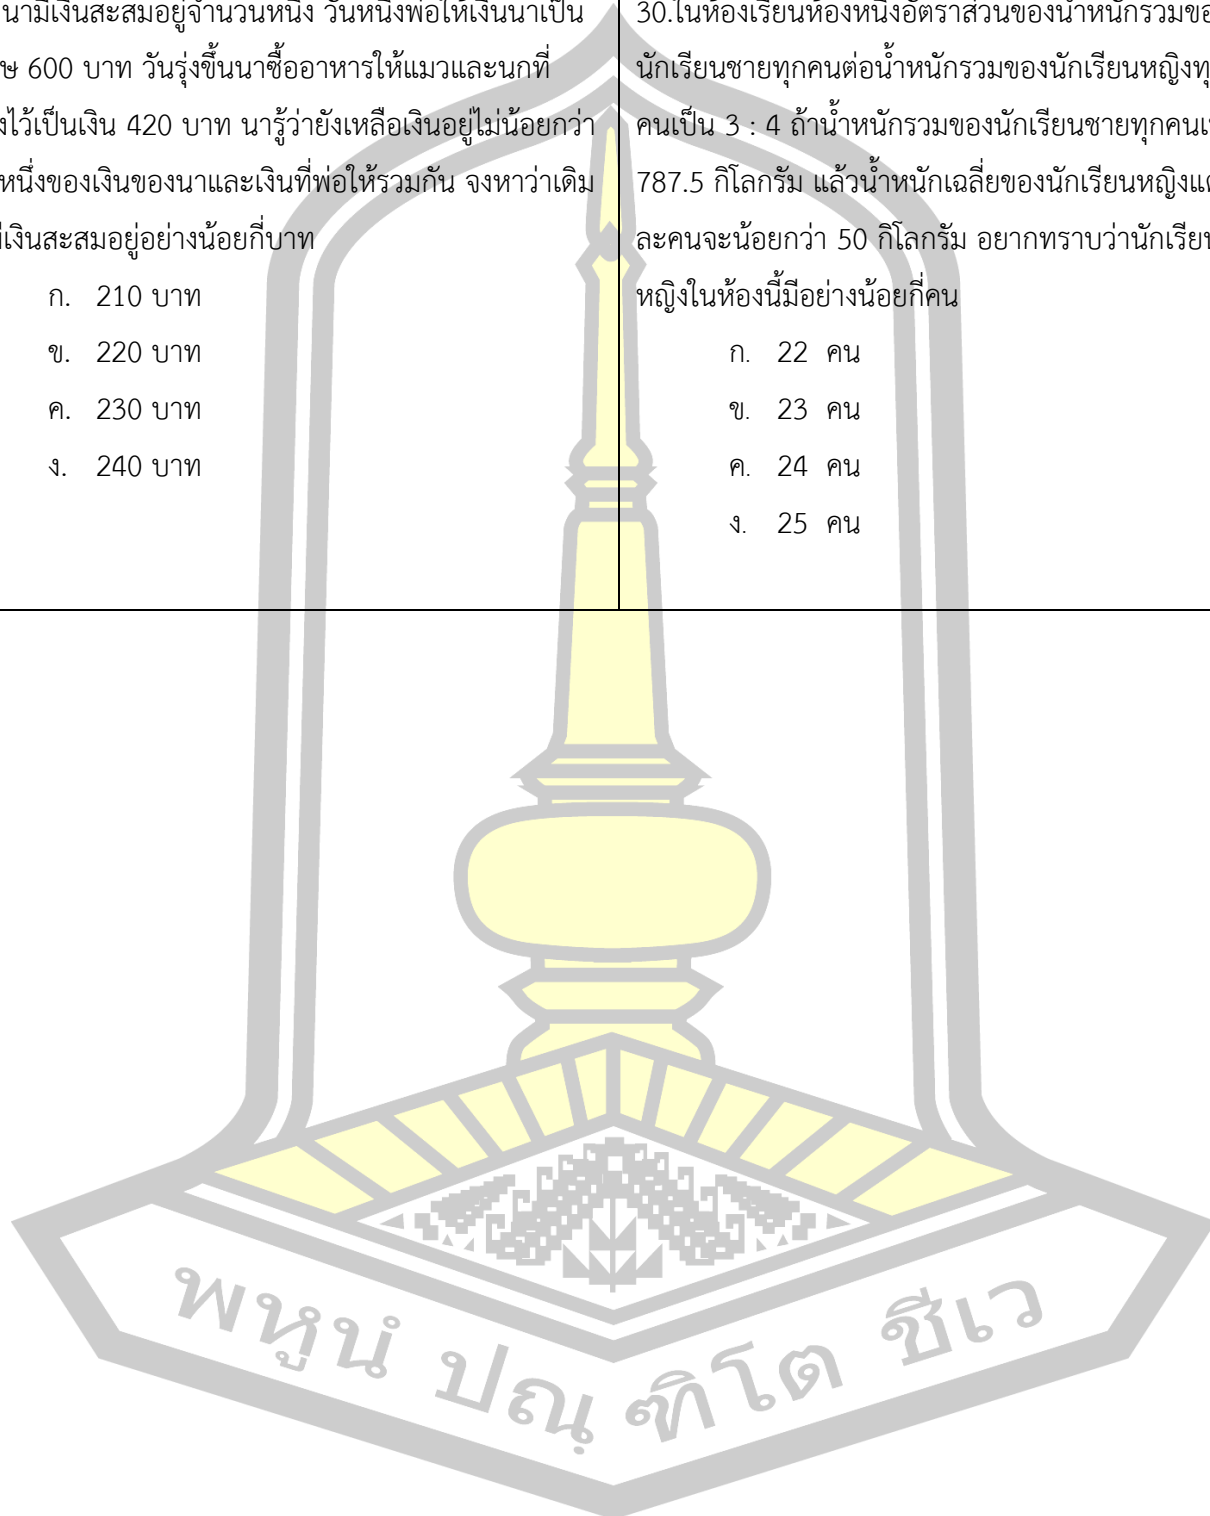 นามีเงินสะสมอยู่จำนวนหนึ่ง วันหนึ่งพ่อให้เงินนาเป็น
ษ 600 บาท วันรุ่งขึ้นนาซื้ออาหารให้แมวและนกที่
งไว้เป็นเงิน 420 บาท นารู้ว่ายังเหลือเงินอยู่ไม่น้อยกว่า
หนึ่งของเงินของนาและเงินที่พ่อให้รวมกัน จงหาว่าเดิม
มีเงินสะสมอยู่อย่างน้อยกี่บาท
ก. 210 บาท
ข. 220 บาท
ค. 230 บาท
ง. 240 บาท
30.ในห้องเรียนห้องหนึ่งอัตราส่วนของน้ำหนักรวมขอ
นักเรียนชายทุกคนต่อน้ำหนักรวมของนักเรียนหญิงทุ
คนเป็น 3 : 4 ถ้าน้ำหนักรวมของนักเรียนชายทุกคนเ
787.5 กิโลกรัม แล้วน้ำหนักเฉลี่ยของนักเรียนหญิงแต
ละคนจะน้อยกว่า 50 กิโลกรัม อยากทราบว่านักเรียน
หญิงในห้องนี้มีอย่างน้อยกี่คน
ก. 22 คน
ข. 23 คน
ค. 24 คน
ง. 25 คน
พหูนํ ปณฺฑิโต ชีเว